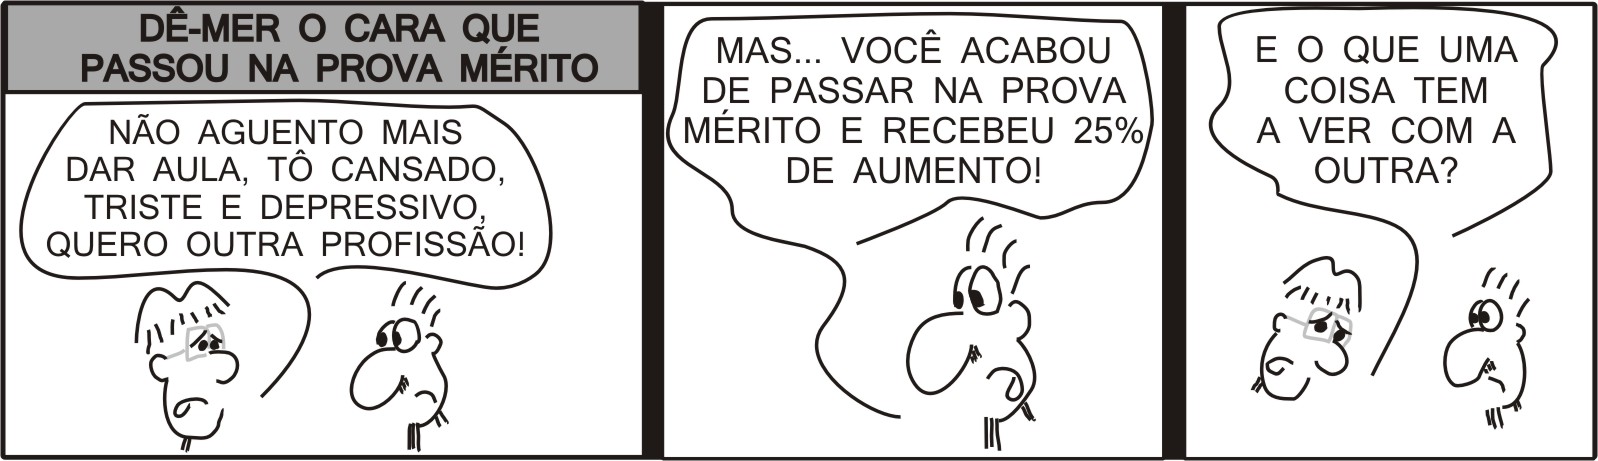 DÊ-MER O CARA QUE
PASSOU NA PROVA MÉRITO
NÃO AGUENTO MAIS
DAR AULA, TÔ CANSADO,
TRISTE E DEPRESSIVO,
QUERO OUTRA PROFISSÃO!
MAS... VOCÊ ACABOU
DE PASSAR NA PROVA
MÉRITO E RECEBEU 25%
DE AUMENTO!
E O QUE UMA
COISA TEM
A VER COM A
OUTRA?